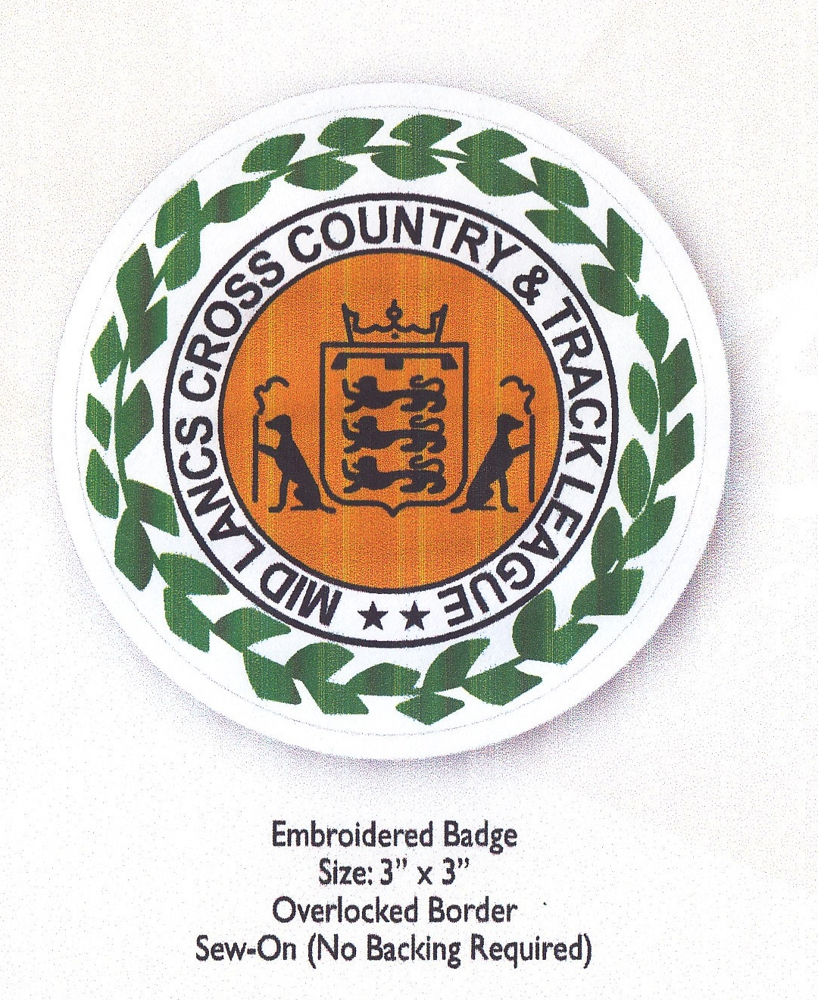 MID LANCS CROSS COUNTRY & TRACK LEAGUE
Embroidered Badge
Size: 3” x 3”
Overlocked Border
Sew-On (No Backing Required)